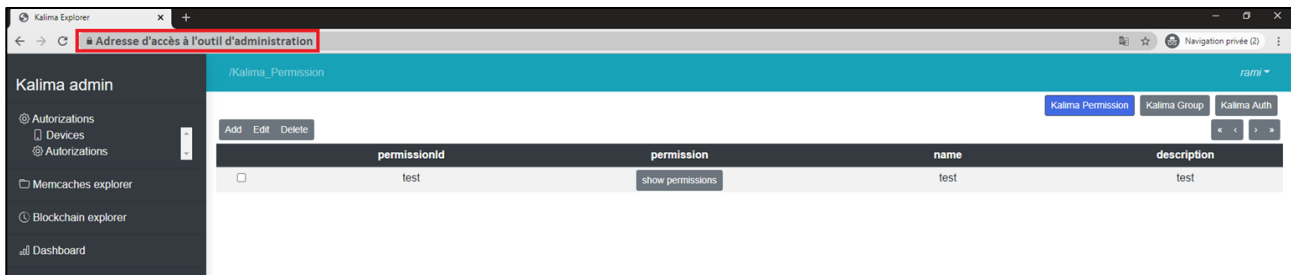 Kalima Explorer
Adresse d'accès à l'outil d'administration
Navigation privée (2)
Kalima admin
/Kalima_Permission
rami
Autorizations
Devices
Autorizations
Memcaches explorer
Blockchain explorer
Dashboard
Kalima Permission Kalima Group Kalima Auth
Add Edit Delete
« ‹ › »
permissionId permission name description
test show permissions test test